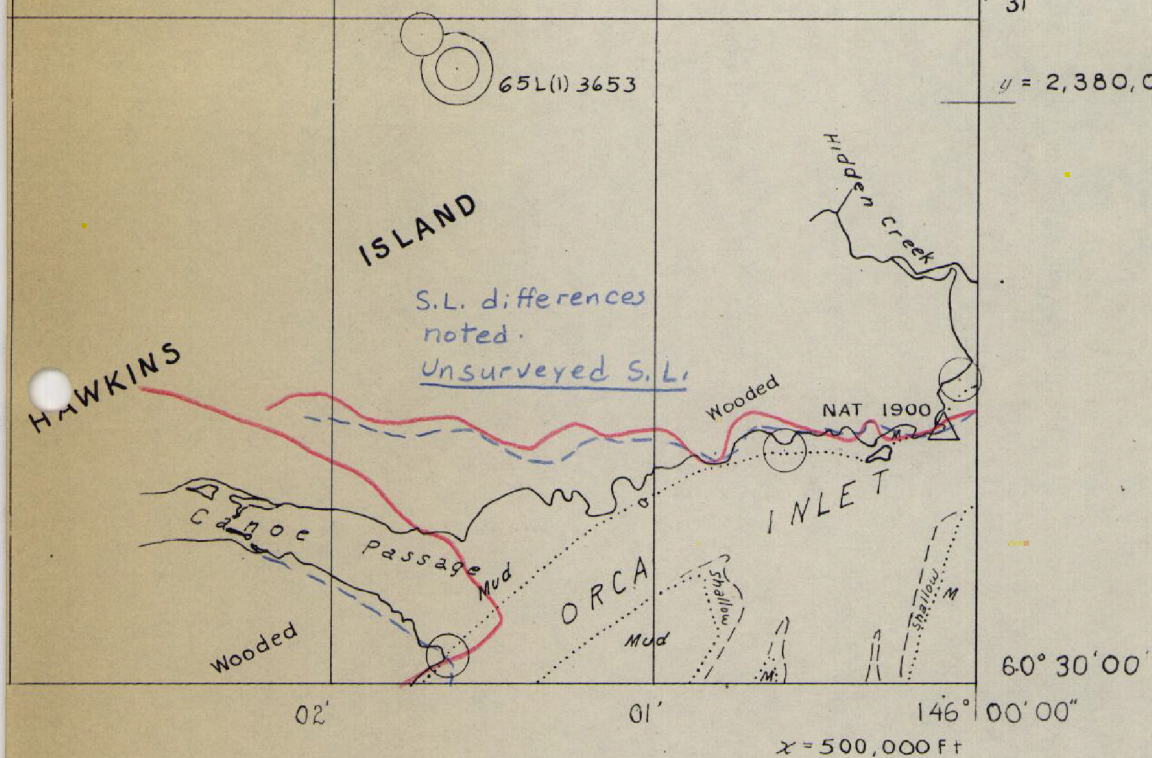 31
y = 2,380,0
65L(1) 3653
Hidden Creek
ISLAND
S.L. differences
noted.
Unsurveyed S.L.
HAWKINS
Wooded
NAT 1900
M
INLET
Canoe Passage
Mud
ORCA
Shallow
Shallow
M
Mud
Wooded
M
60° 30' 00"
02'
01'
146° 00' 00"
x = 500,000 Ft